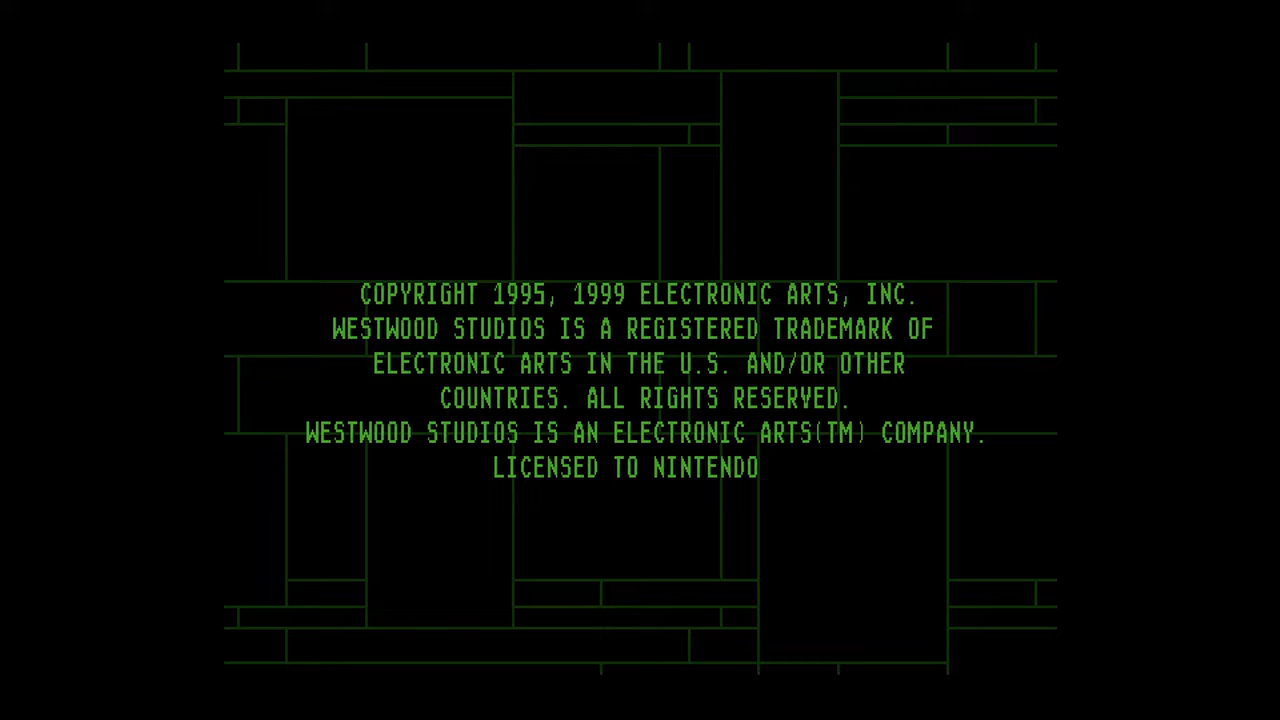 COPYRIGHT 1995, 1999 ELECTRONIC ARTS, INC.
WESTWOOD STUDIOS IS A REGISTERED TRADEMARK OF
ELECTRONIC ARTS IN THE U.S. AND/OR OTHER
COUNTRIES. ALL RIGHTS RESERVED.
WESTWOOD STUDIOS IS AN ELECTRONIC ARTS(TM) COMPANY.
LICENSED TO NINTENDO